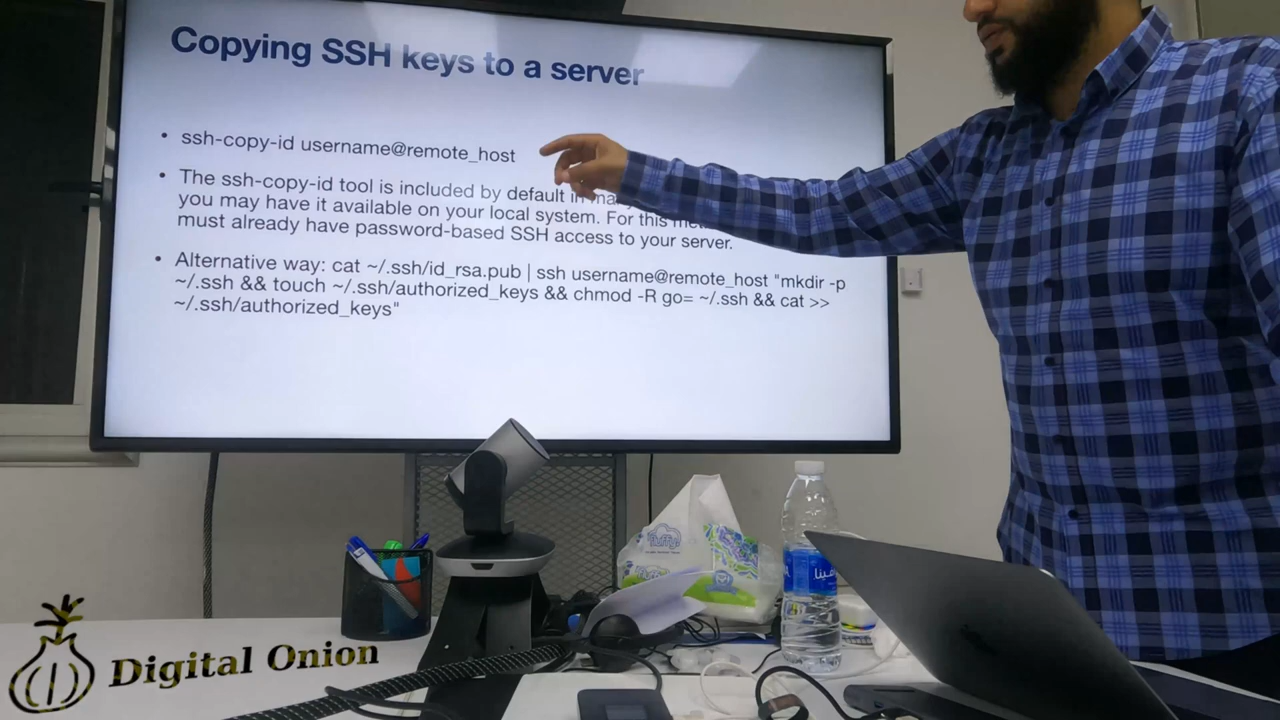 Copying SSH keys to a server
• ssh-copy-id username@remote_host
• The ssh-copy-id tool is included by default in
you may have it available on your local system. For this
must already have password-based SSH access to your server.
• Alternative way: cat ~/.ssh/id_rsa.pub | ssh username@remote_host "mkdir -p
~/.ssh && touch ~/.ssh/authorized_keys && chmod -R go= ~/.ssh && cat >>
~/.ssh/authorized_keys"
Digital Onion